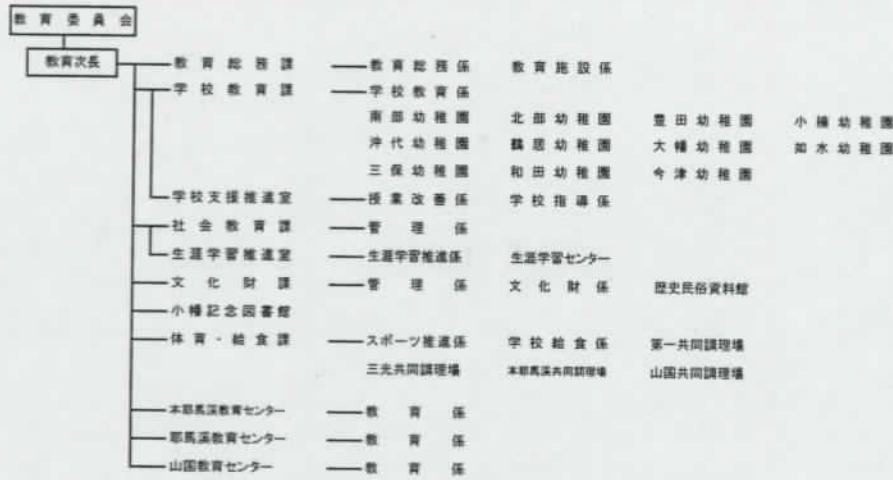 教育委員会
教育次長
教育総務課 教育総務係 教育施設係
学校教育課 学校教育係
南部幼稚園 北部幼稚園 豊田幼稚園 小楠幼稚園
沖代幼稚園 鶴居幼稚園 大幡幼稚園 如水幼稚園
三保幼稚園 和田幼稚園 今津幼稚園
学校支援推進室 授業改善係 学校指導係
社会教育課 管理係
生涯学習推進室 生涯学習推進係 生涯学習センター
文化財課 管理係 文化財係 歴史民俗資料館
小幡記念図書館
体育・給食課 スポーツ推進係 学校給食係 第一共同調理場
三光共同調理場 本耶馬渓共同調理場 山国共同調理場
本耶馬渓教育センター 教育係
耶馬渓教育センター 教育係
山国教育センター 教育係